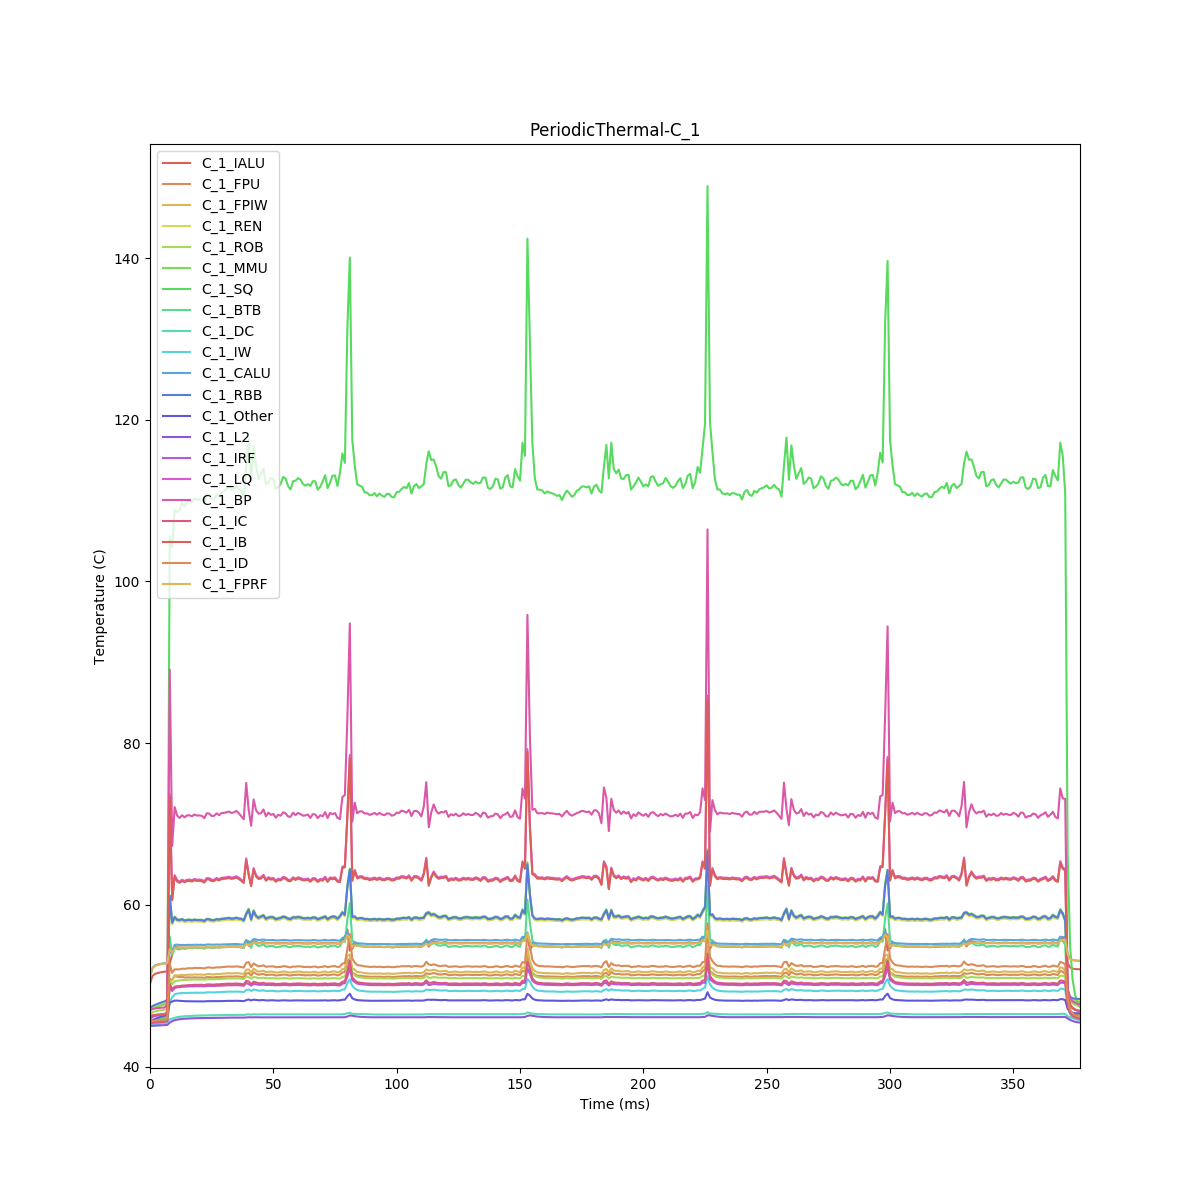 PeriodicThermal-C_1
C_1_IALU
C_1_FPU
C_1_FPIW
C_1_REN
C_1_ROB
C_1_MMU
C_1_SQ
C_1_BTB
C_1_DC
C_1_IW
C_1_CALU
C_1_RBB
C_1_Other
C_1_L2
C_1_IRF
C_1_LQ
C_1_BP
C_1_IC
C_1_IB
C_1_ID
C_1_FPRF
Temperature (C)
140
120
100
80
60
40
0 50 100 150 200 250 300 350
Time (ms)